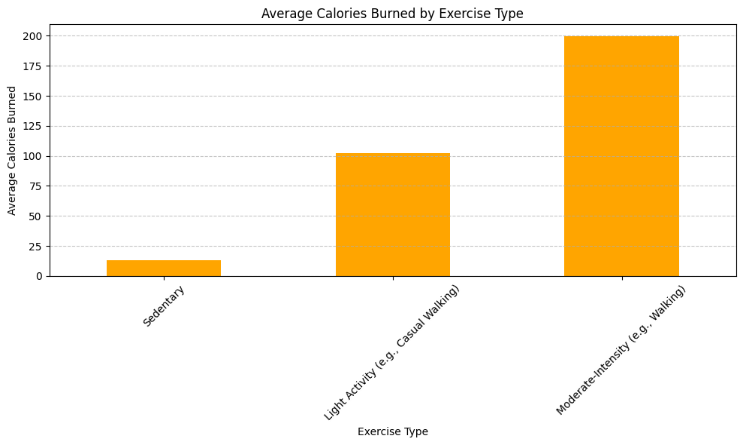 Average Calories Burned by Exercise Type
Average Calories Burned
200
175
150
125
100
75
50
25
0
Sedentary
Light Activity (e.g., Casual Walking)
Moderate-Intensity (e.g., Walking)
Exercise Type